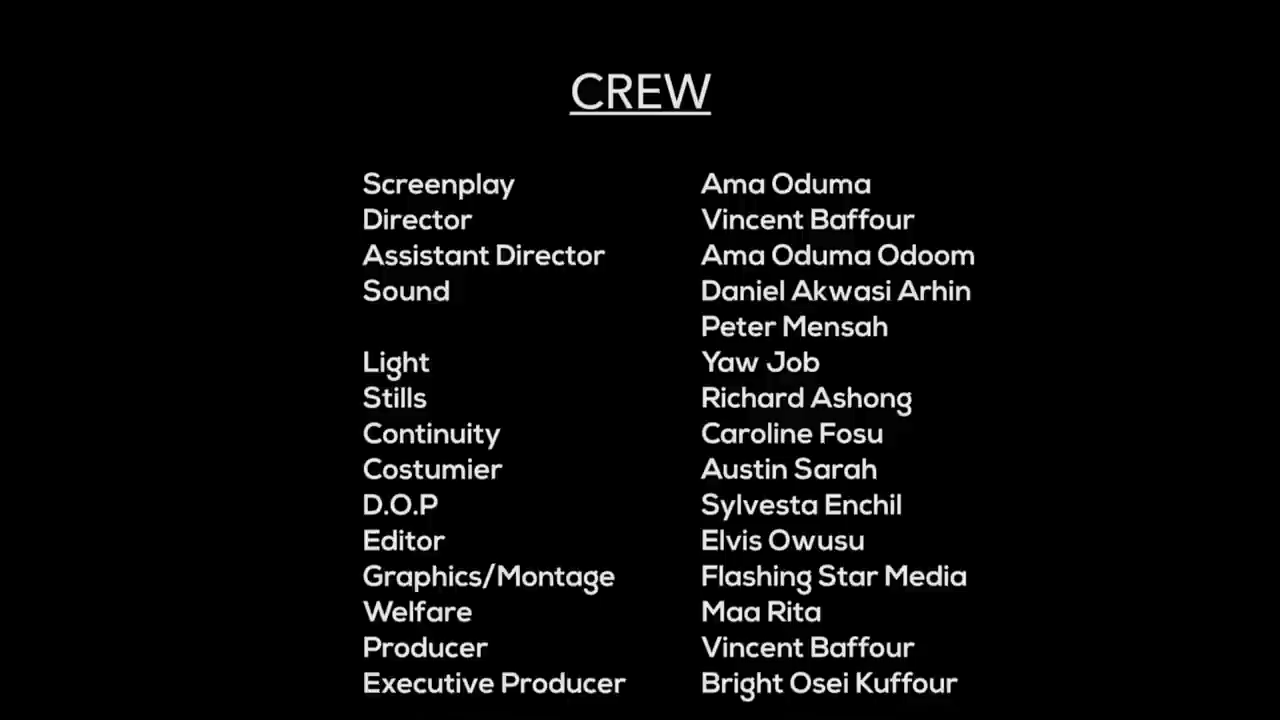 CREW
Screenplay Ama Oduma
Director Vincent Baffour
Assistant Director Ama Oduma Odoom
Sound Daniel Akwasi Arhin
Peter Mensah
Light Yaw Job
Stills Richard Ashong
Continuity Caroline Fosu
Costumier Austin Sarah
D.O.P Sylvesta Enchil
Editor Elvis Owusu
Graphics/Montage Flashing Star Media
Welfare Maa Rita
Producer Vincent Baffour
Executive Producer Bright Osei Kuffour